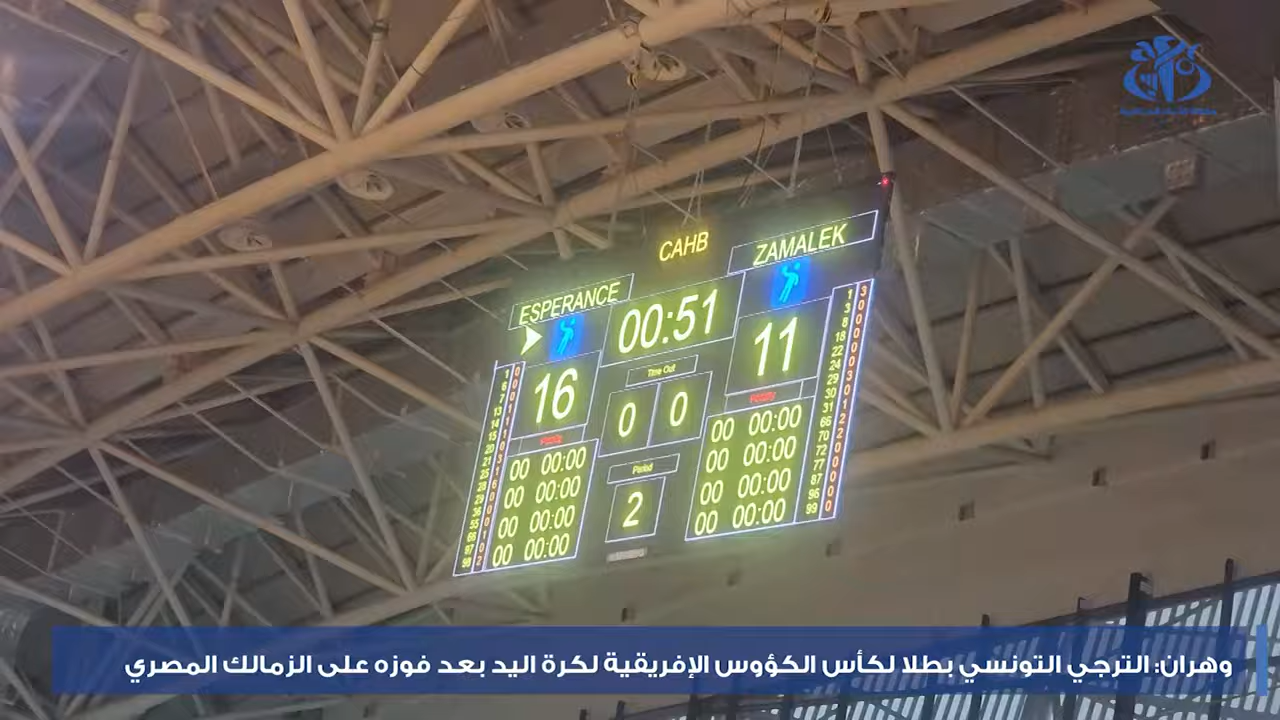 CAHB
ZAMALEK
ESPERANCE
00:51
16
11
Time Out
0 0
Penalty
Penalty
00 00:00
00 00:00
00 00:00
00 00:00
00 00:00
00 00:00
00 00:00
00 00:00
Period
2
وهران: الترجي التونسي بطلا لكأس الكؤوس الإفريقية لكرة اليد بعد فوزه على الزمالك المصري